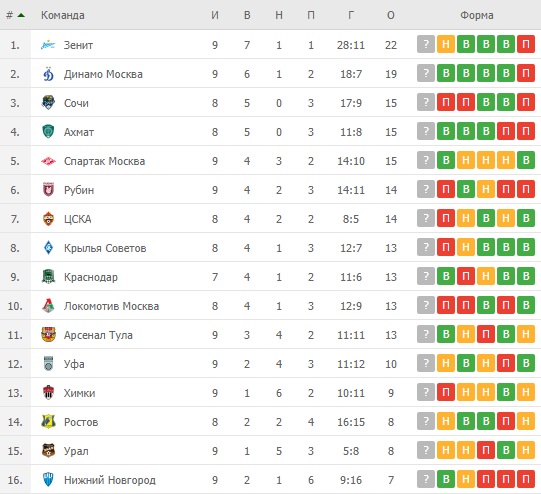 # Команда И В Н П Г О Форма
1. Зенит 9 7 1 1 28:11 22 ? Н В В В П
2. Динамо Москва 9 6 1 2 18:7 19 ? В В В В П
3. Сочи 8 5 0 3 17:9 15 ? П П В В П
4. Ахмат 8 5 0 3 11:8 15 ? В В В П П
5. Спартак Москва 9 4 3 2 14:10 15 ? В Н Н Н В
6. Рубин 9 4 2 3 14:11 14 ? П В Н П П
7. ЦСКА 8 4 2 2 8:5 14 ? П Н В Н В
8. Крылья Советов 8 4 1 3 12:7 13 ? П Н В В В
9. Краснодар 7 4 1 2 11:6 13 ? В П Н В В
10. Локомотив Москва 8 4 1 3 12:9 13 ? П П В П В
11. Арсенал Тула 9 3 4 2 11:11 13 ? В Н П В Н
12. Уфа 9 2 4 3 11:12 10 ? Н В Н П В
13. Химки 9 1 6 2 10:11 9 ? П Н Н В Н
14. Ростов 8 2 2 4 16:15 8 ? Н В В П Н
15. Урал 9 1 5 3 5:8 8 ? Н Н П В Н
16. Нижний Новгород 9 2 1 6 9:16 7 ? В Н П П П